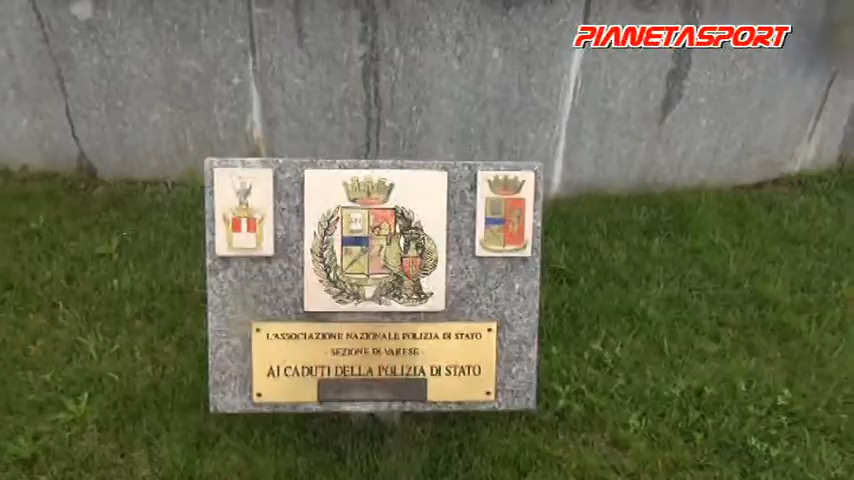 PIANETASPORT
L'ASSOCIAZIONE NAZIONALE POLIZIA DI STATO
- SEZIONE DI VARESE -
AI CADUTI DELLA POLIZIA DI STATO